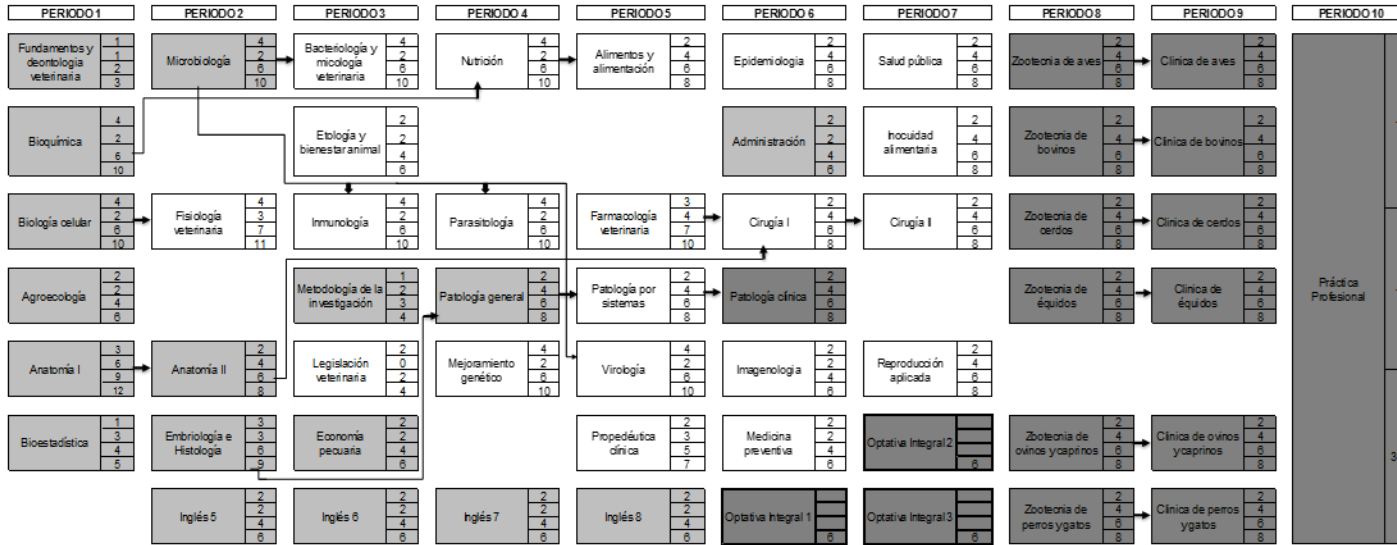 PERIODO 1 PERIODO 2 PERIODO 3 PERIODO 4 PERIODO 5 PERIODO 6 PERIODO 7 PERIODO 8 PERIODO 9 PERIODO 10
Fundamentos y
deontología
veterinaria
1
1
2
3
Microbiología
4
2
6
10
Bacteriología y
micología
veterinaria
4
2
6
10
Nutrición
4
2
6
10
Alimentos y
alimentación
2
4
6
8
Epidemiologia
2
4
6
8
Salud pública
2
4
6
8
Zootecnia de aves
2
4
6
8
Clinica de aves
2
4
6
8
Bioquímica
4
2
6
10
Etología y
bienestar animal
2
2
4
6
Administración
2
2
4
6
Inocuidad
alimentaria
2
4
6
8
Zootecnia de
bovinos
2
4
6
8
Clinica de bovinos
2
4
6
8
Biología celular
4
2
6
10
Fisiología
veterinaria
4
3
7
11
Inmunología
4
2
6
10
Parasitología
4
2
6
10
Farmacología
veterinaria
3
4
7
10
Cirugía I
2
4
6
8
Cirugía II
2
4
6
8
Zootecnia de
cerdos
2
4
6
8
Clinica de cerdos
2
4
6
8
Agroecología
2
2
4
6
Metodología de la
investigación
1
2
3
4
Patología general
2
4
6
8
Patología por
sistemas
2
4
6
8
Patología clínica
2
4
6
8
Zootecnia de
équidos
2
4
6
8
Clinica de
équidos
2
4
6
8
Práctica
Profesional
Anatomía I
3
6
9
12
Anatomía II
2
4
6
8
Legislación
veterinaria
2
0
2
4
Mejoramiento
genético
4
2
6
10
Virología
4
2
6
10
Imagenologia
2
2
4
6
Reproducción
aplicada
2
4
6
8
Bioestadística
1
3
4
5
Embriología e
Histología
3
3
6
9
Economía
pecuaria
2
2
4
6
Propedéutica
clínica
2
3
5
7
Medicina
preventiva
2
2
4
6
Optativa Integral 2
6
Zootecnia de
ovinos y caprinos
2
4
6
8
Clinica de ovinos
y caprinos
2
4
6
8
Inglés 5
2
2
4
6
Inglés 6
2
2
4
6
Inglés 7
2
2
4
6
Inglés 8
2
2
4
6
Optativa Integral 1
6
Optativa Integral 3
6
Zootecnia de
perros y gatos
2
4
6
8
Clinica de perros
y gatos
2
4
6
8